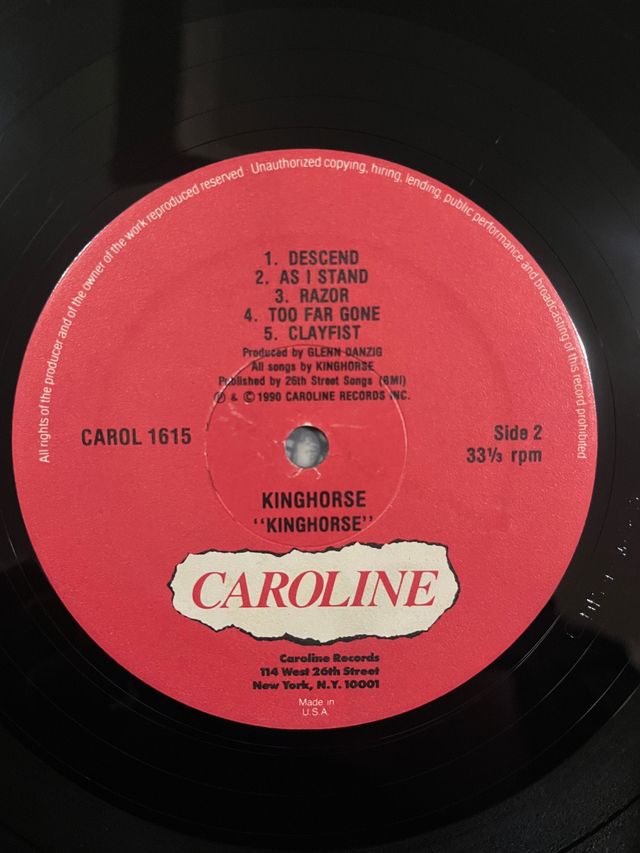 All rights of the producer and of the owner of the work reproduced reserved Unauthorized copying, hiring, lending, public performance and broadcasting of this record prohibited
1. DESCEND
2. AS I STAND
3. RAZOR
4. TOO FAR GONE
5. CLAYFIST
Produced by GLENN DANZIG
All songs by KINGHORSE
Published by 26th Street Songs (BMI)
℗ & © 1990 CAROLINE RECORDS INC.
CAROL 1615
Side 2
33⅓ rpm
KINGHORSE
"KINGHORSE"
CAROLINE
Caroline Records
114 West 26th Street
New York, N.Y. 10001
Made in
U.S.A.